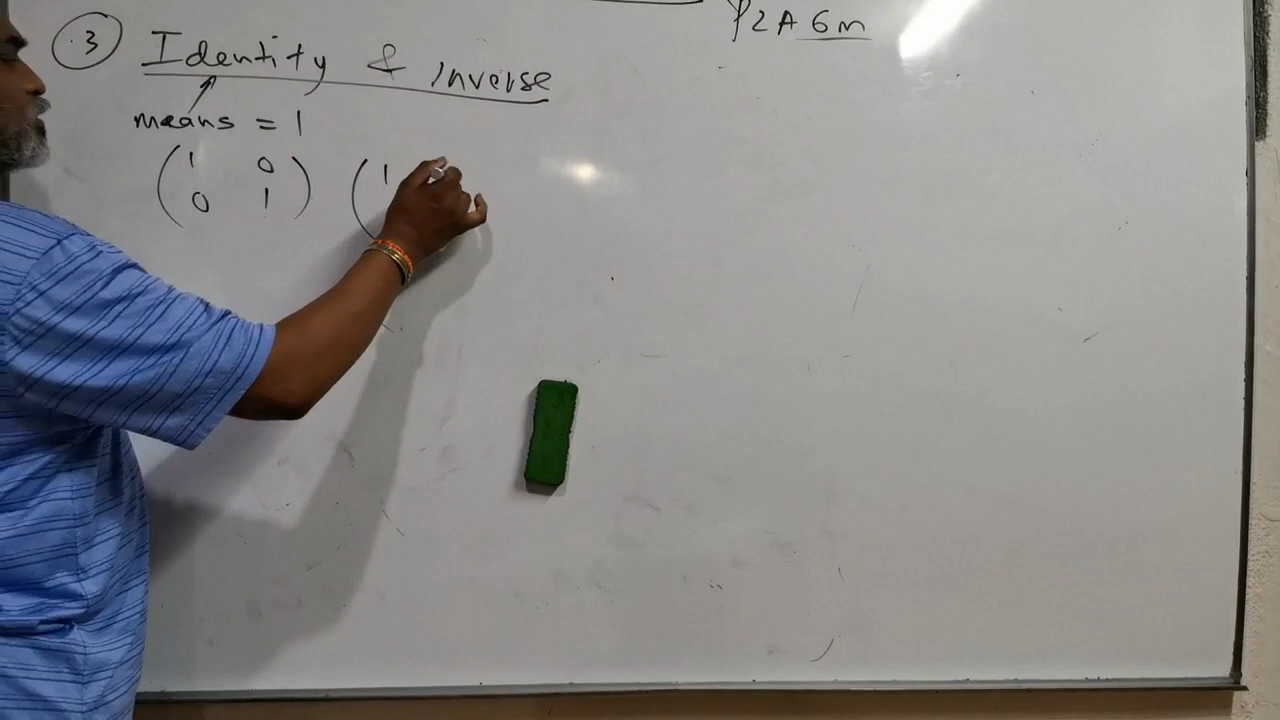 P2A 6m
3 Identity & Inverse
means = 1
( 1 0 ) ( 1
( 0 1 )